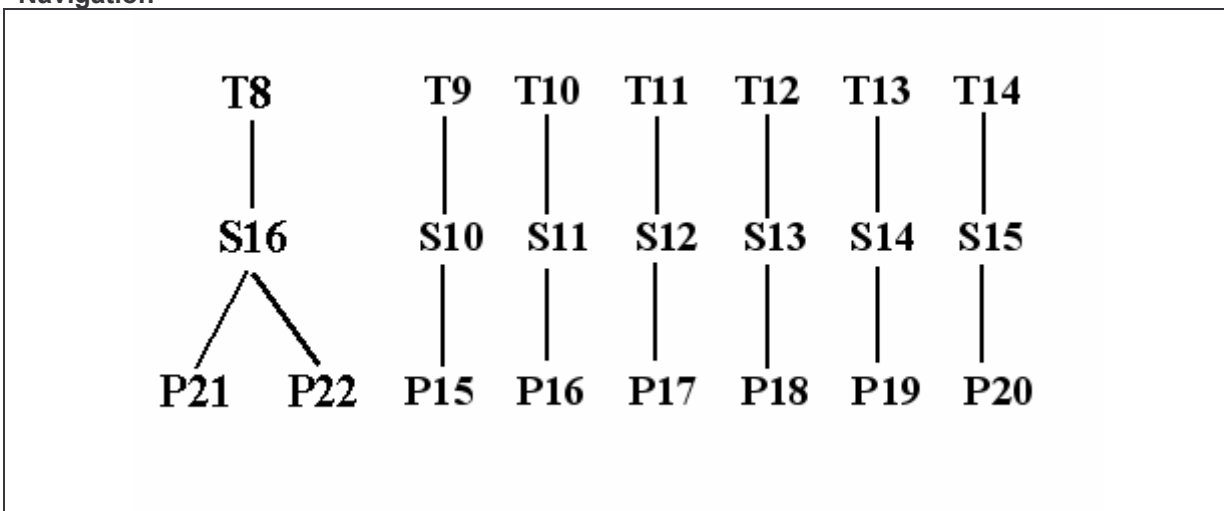 Navigation
T8 T9 T10 T11 T12 T13 T14
S16 S10 S11 S12 S13 S14 S15
P21 P22 P15 P16 P17 P18 P19 P20